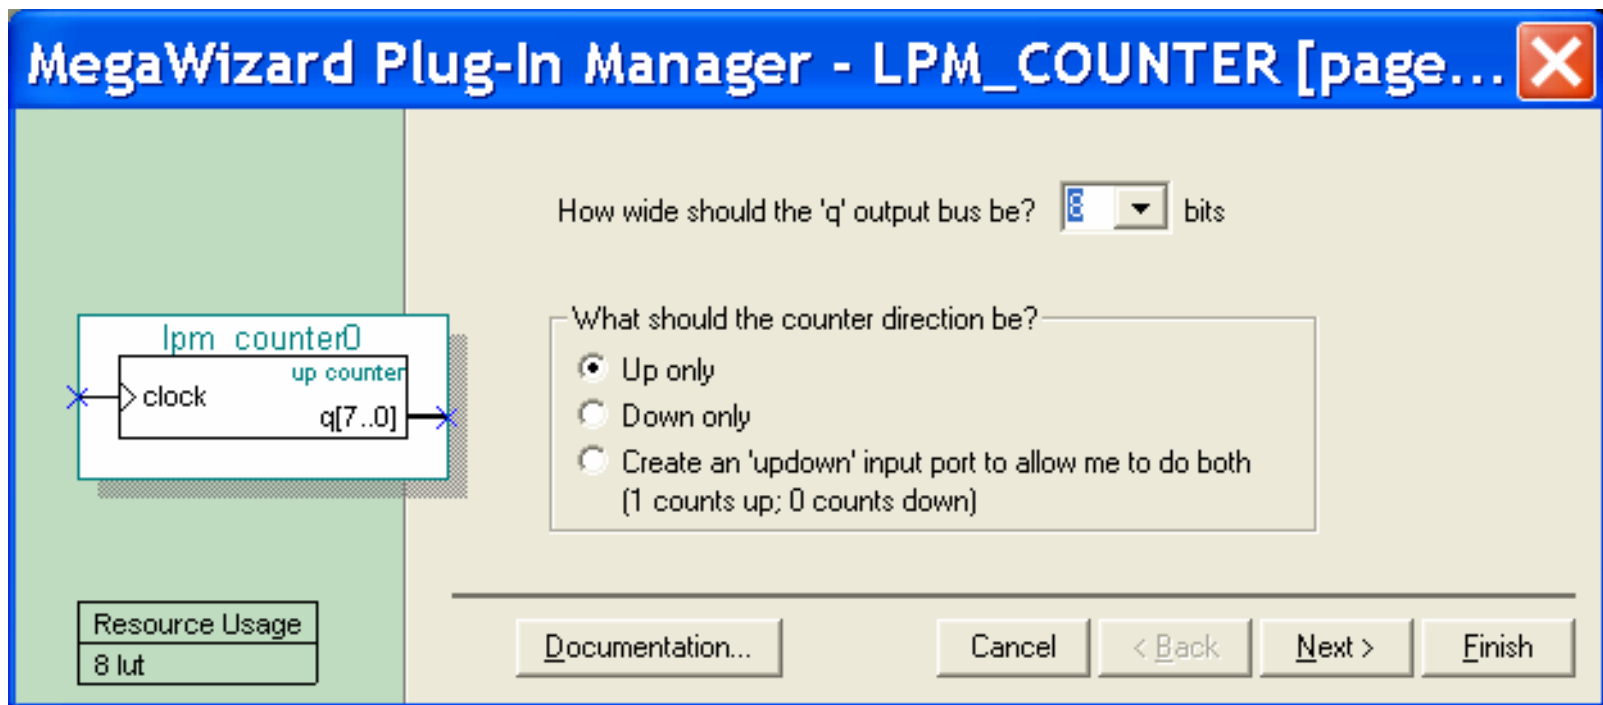 MegaWizard Plug-In Manager - LPM_COUNTER [page...
How wide should the 'q' output bus be? 8 bits
What should the counter direction be?
Up only
Down only
Create an 'updown' input port to allow me to do both
(1 counts up; 0 counts down)
lpm_counter0
up counter
clock
q[7..0]
Resource Usage
8 lut
Documentation...
Cancel
< Back
Next >
Finish